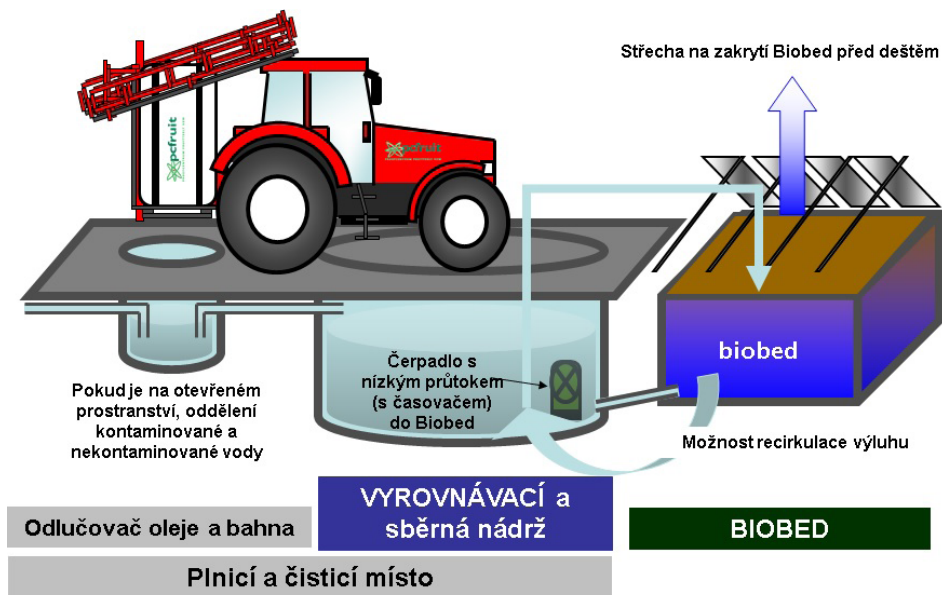 Střecha na zakrytí Biobed před deštěm
pcfruit
pcfruit
biobed
Čerpadlo s
nízkým průtokem
(s časovačem)
do Biobed
Pokud je na otevřeném
prostranství, oddělení
kontaminované a
nekontaminované vody
Možnost recirkulace výluhu
VYROVNÁVACÍ a
sběrná nádrž
Odlučovač oleje a bahna
BIOBED
Plnicí a čisticí místo